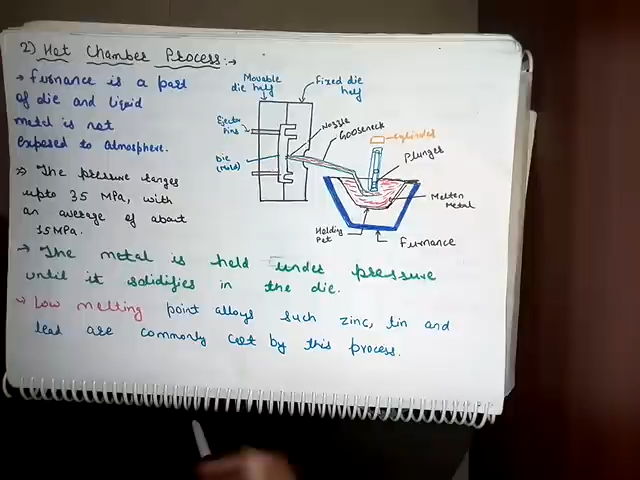 2) Hot Chamber Process :→
→ furnance is a part
of die and liquid
metal is not
exposed to atmosphere.
⇒ The pressure ranges
upto 35 MPa, with
an average of about
15MPa.
Movable
die half
Fixed die
half
Ejector
Pins
Nozzle
Gooseneck
cylinder
Plunger
Die
(Mold)
Molten
Metal
Holding
Pot
Furnance
→ The metal is held under pressure
until it solidifies in the die.
→ Low melting point alloys such zinc, tin and
lead are commonly cast by this process.